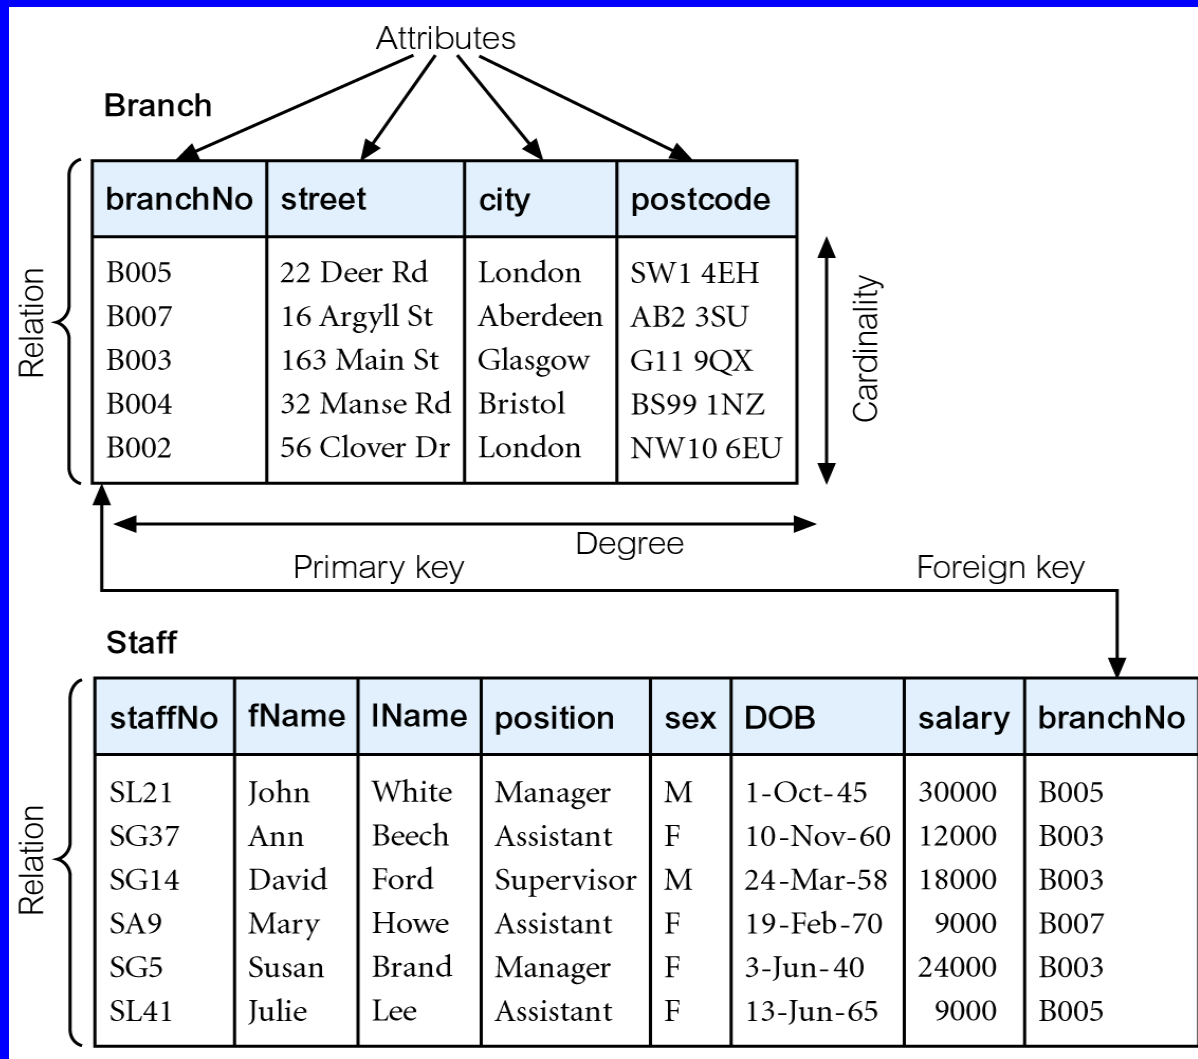 Attributes
Branch
branchNo street city postcode
B005 22 Deer Rd London SW1 4EH
B007 16 Argyll St Aberdeen AB2 3SU
B003 163 Main St Glasgow G11 9QX
B004 32 Manse Rd Bristol BS99 1NZ
B002 56 Clover Dr London NW10 6EU
Relation
Cardinality
Degree
Primary key Foreign key
Staff
staffNo fName lName position sex DOB salary branchNo
SL21 John White Manager M 1-Oct-45 30000 B005
SG37 Ann Beech Assistant F 10-Nov-60 12000 B003
SG14 David Ford Supervisor M 24-Mar-58 18000 B003
SA9 Mary Howe Assistant F 19-Feb-70 9000 B007
SG5 Susan Brand Manager F 3-Jun-40 24000 B003
SL41 Julie Lee Assistant F 13-Jun-65 9000 B005
Relation